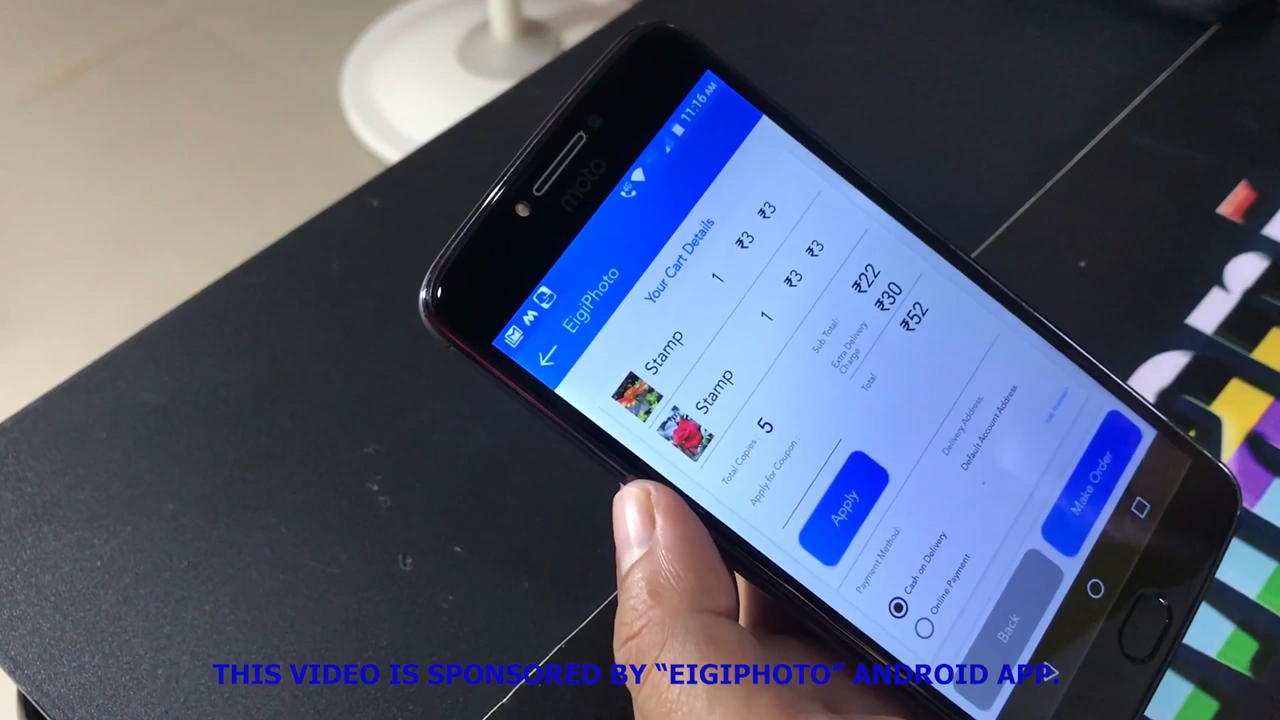 moto
11:16 AM
EigiPhoto
Your Cart Details
Stamp 1 ₹3 ₹3
Stamp 1 ₹3 ₹3
Total Copies : 5
Sub Total: ₹22
Extra Delivery Charge ₹30
Total ₹52
Apply for Coupon :
Apply
Delivery Address:
Default Account Address
Payment Method:
Cash on Delivery
Online Payment
Back
Make Order
THIS VIDEO IS SPONSORED BY “EIGIPHOTO” ANDROID APP.